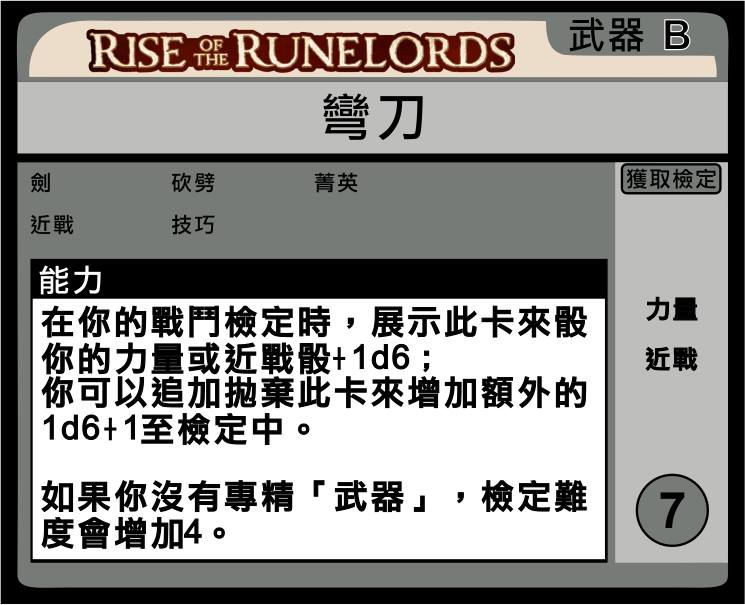 RISE OF THE RUNELORDS
武器 B
彎刀
劍 砍劈 菁英
獲取檢定
近戰 技巧
能力
在你的戰鬥檢定時，展示此卡來骰
你的力量或近戰骰+1d6；
你可以追加拋棄此卡來增加額外的
1d6+1至檢定中。
如果你沒有專精「武器」，檢定難
度會增加4。
力量
近戰
7